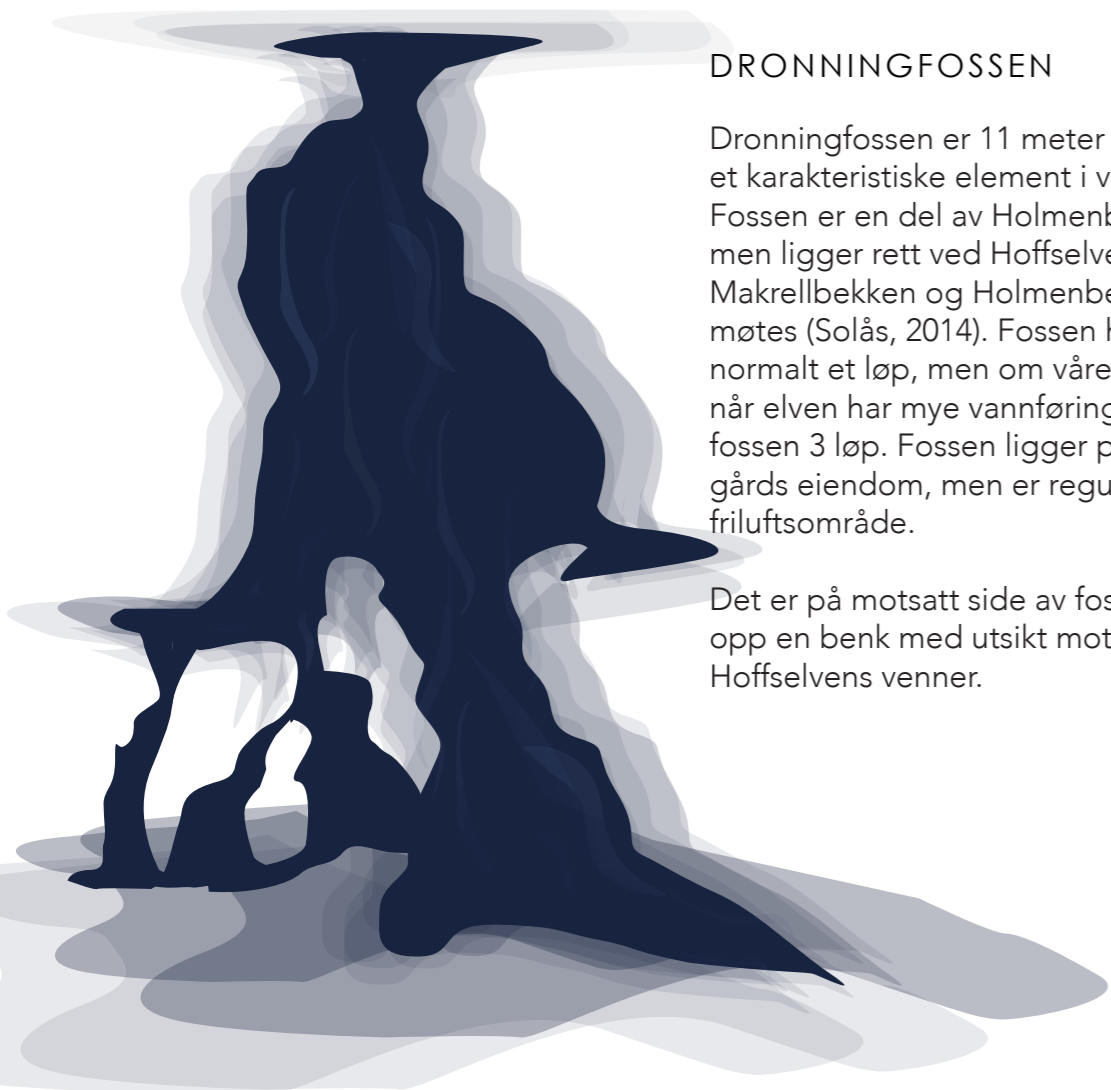 DRONNINGFOSSEN
Dronningfossen er 11 meter
et karakteristiske element i v
Fossen er en del av Holmenb
men ligger rett ved Hoffselve
Makrellbekken og Holmenbe
møtes (Solås, 2014). Fossen h
normalt et løp, men om våre
når elven har mye vannføring
fossen 3 løp. Fossen ligger p
gårds eiendom, men er regu
friluftsområde.
Det er på motsatt side av fos
opp en benk med utsikt mot
Hoffselvens venner.